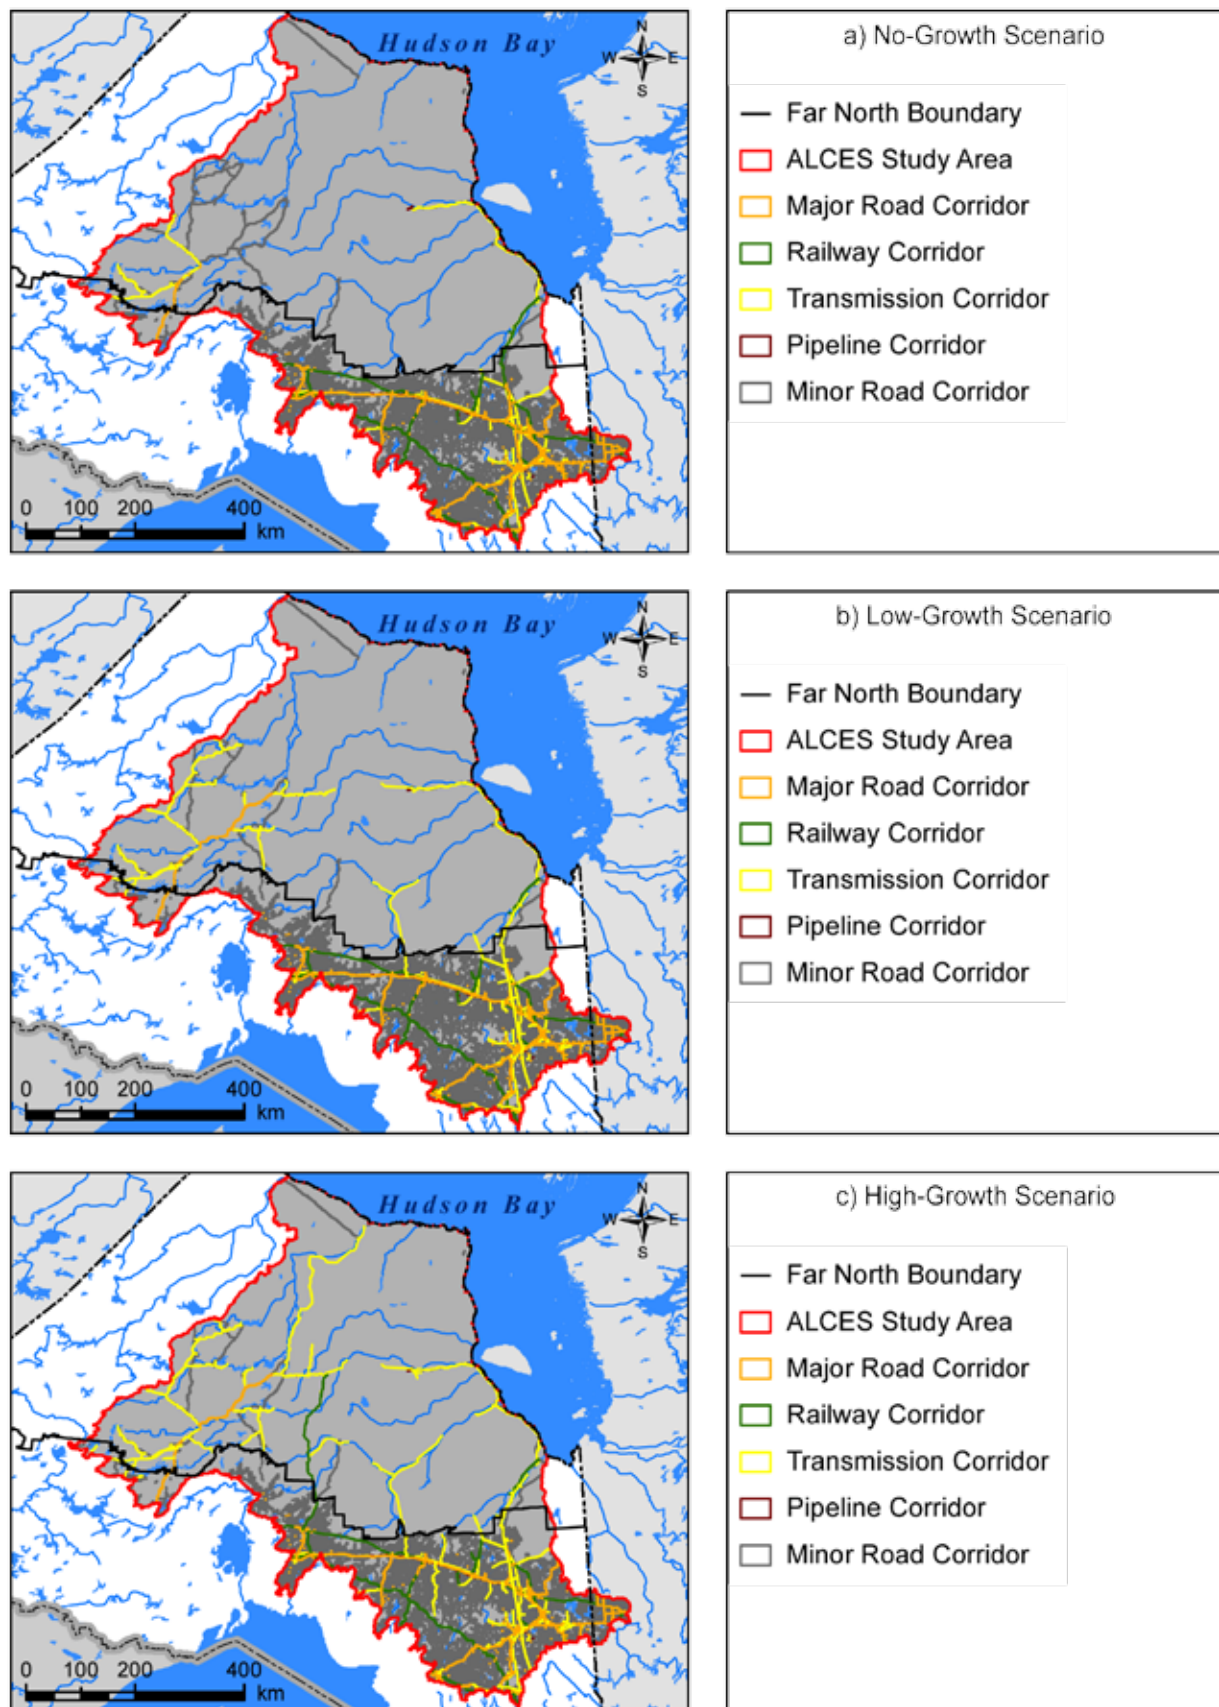 Hudson Bay
N
W E
S
0 100 200 400
km
a) No-Growth Scenario
Far North Boundary
ALCES Study Area
Major Road Corridor
Railway Corridor
Transmission Corridor
Pipeline Corridor
Minor Road Corridor
Hudson Bay
N
W E
S
0 100 200 400
km
b) Low-Growth Scenario
Far North Boundary
ALCES Study Area
Major Road Corridor
Railway Corridor
Transmission Corridor
Pipeline Corridor
Minor Road Corridor
Hudson Bay
N
W E
S
0 100 200 400
km
c) High-Growth Scenario
Far North Boundary
ALCES Study Area
Major Road Corridor
Railway Corridor
Transmission Corridor
Pipeline Corridor
Minor Road Corridor